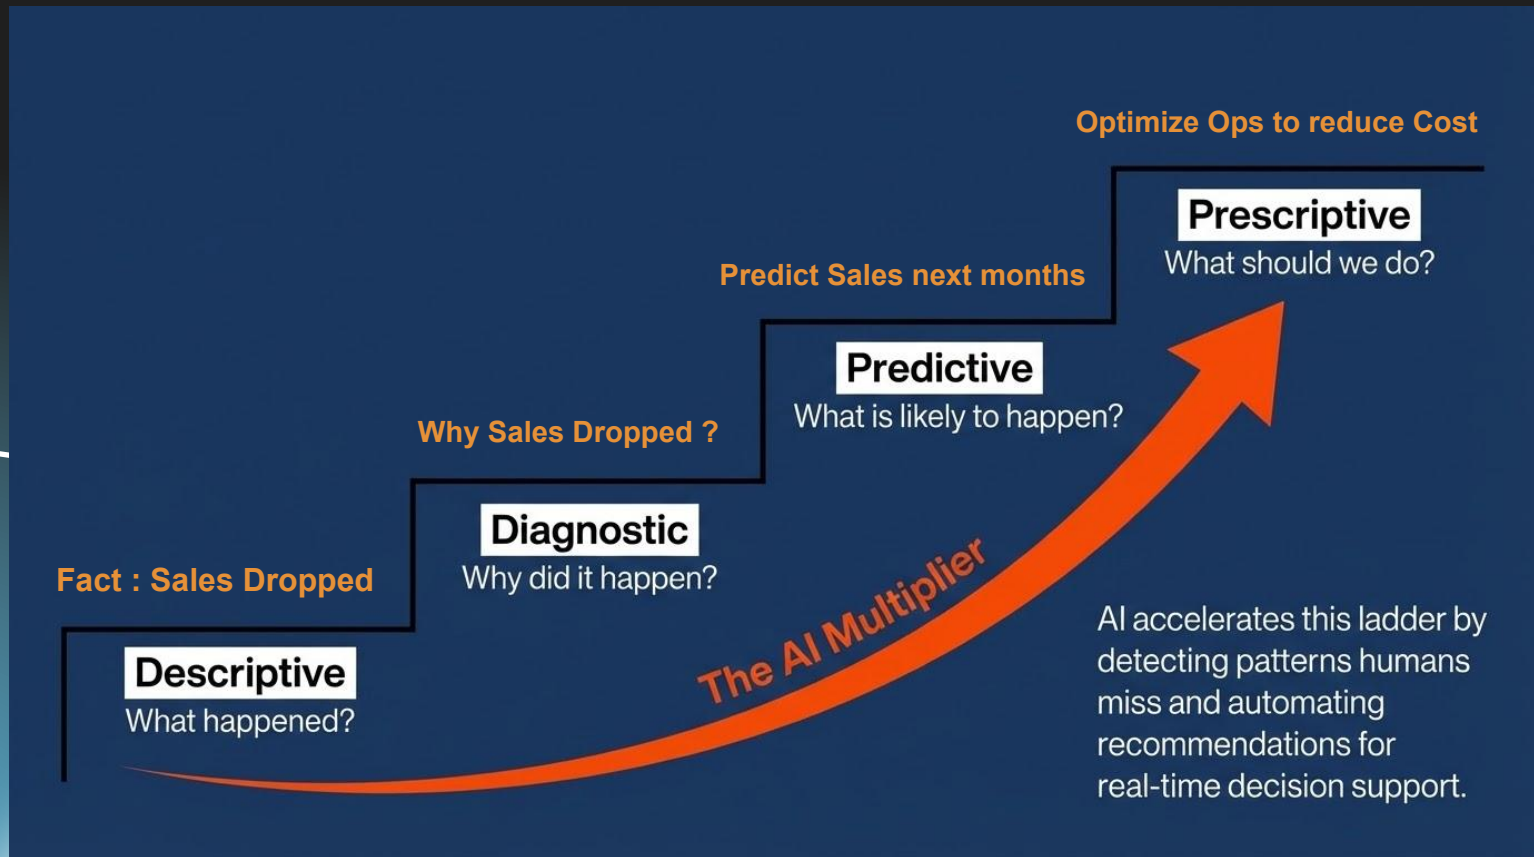 Optimize Ops to reduce Cost
Prescriptive
What should we do?
Predict Sales next months
Predictive
What is likely to happen?
Why Sales Dropped ?
Diagnostic
Why did it happen?
Fact : Sales Dropped
Descriptive
What happened?
The AI Multiplier
AI accelerates this ladder by
detecting patterns humans
miss and automating
recommendations for
real-time decision support.